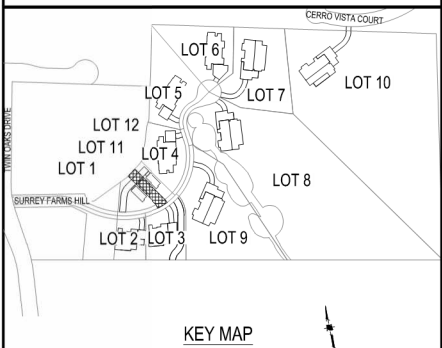 CERRO VISTA COURT
LOT 6
LOT 10
LOT 5
LOT 7
TWIN OAKS DRIVE
LOT 12
LOT 11
LOT 4
LOT 1
LOT 8
SURREY FARMS HILL
LOT 2
LOT 3
LOT 9
KEY MAP